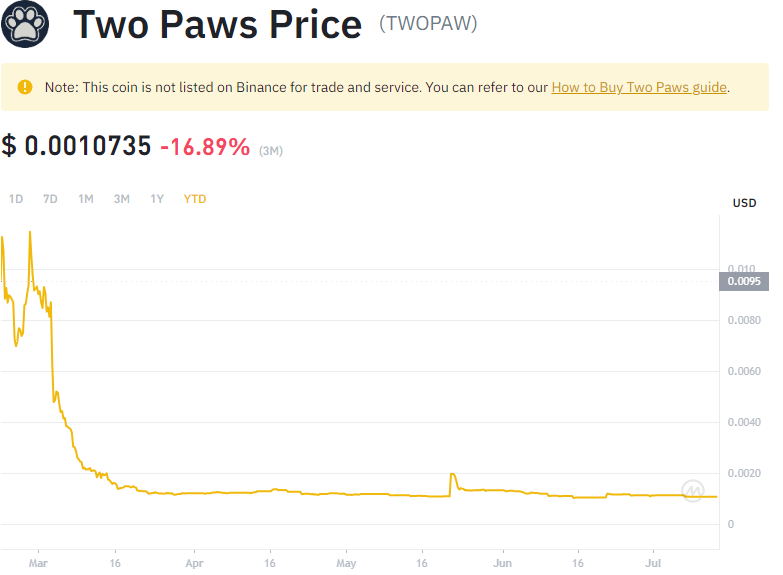 Two Paws Price (TWOPAW)
Note: This coin is not listed on Binance for trade and service. You can refer to our How to Buy Two Paws guide.
$ 0.0010735 -16.89% (3M)
1D 7D 1M 3M 1Y YTD
USD
0.010
0.0095
0.0080
0.0060
0.0040
0.0020
0
Mar 16 Apr 16 May 16 Jun 16 Jul